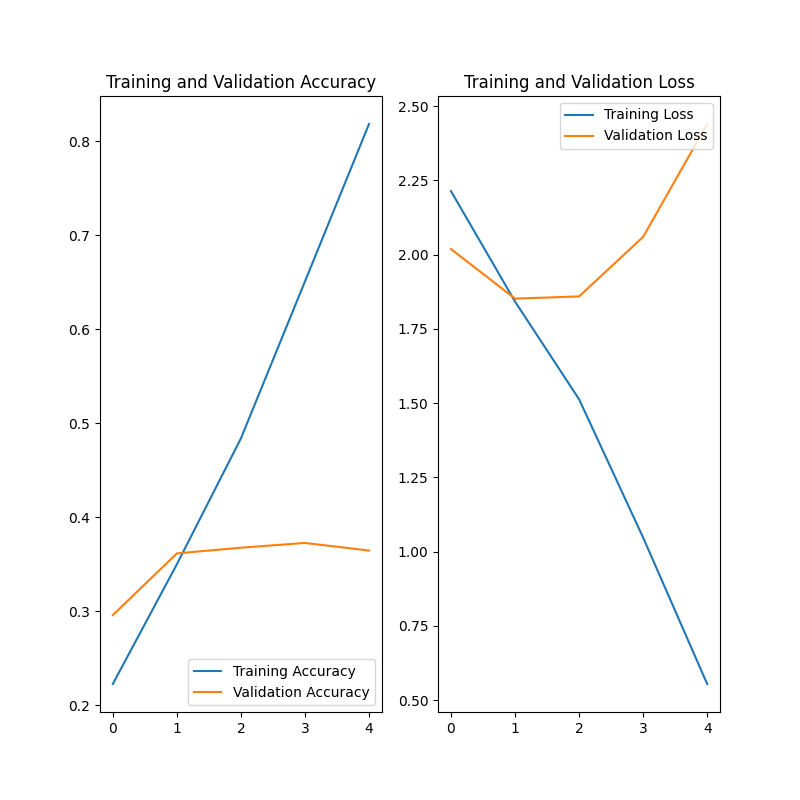 Training and Validation Accuracy
0.8
0.7
0.6
0.5
0.4
0.3
0.2
Training Accuracy
Validation Accuracy
0 1 2 3 4
Training and Validation Loss
2.50
2.25
2.00
1.75
1.50
1.25
1.00
0.75
0.50
Training Loss
Validation Loss
0 1 2 3 4